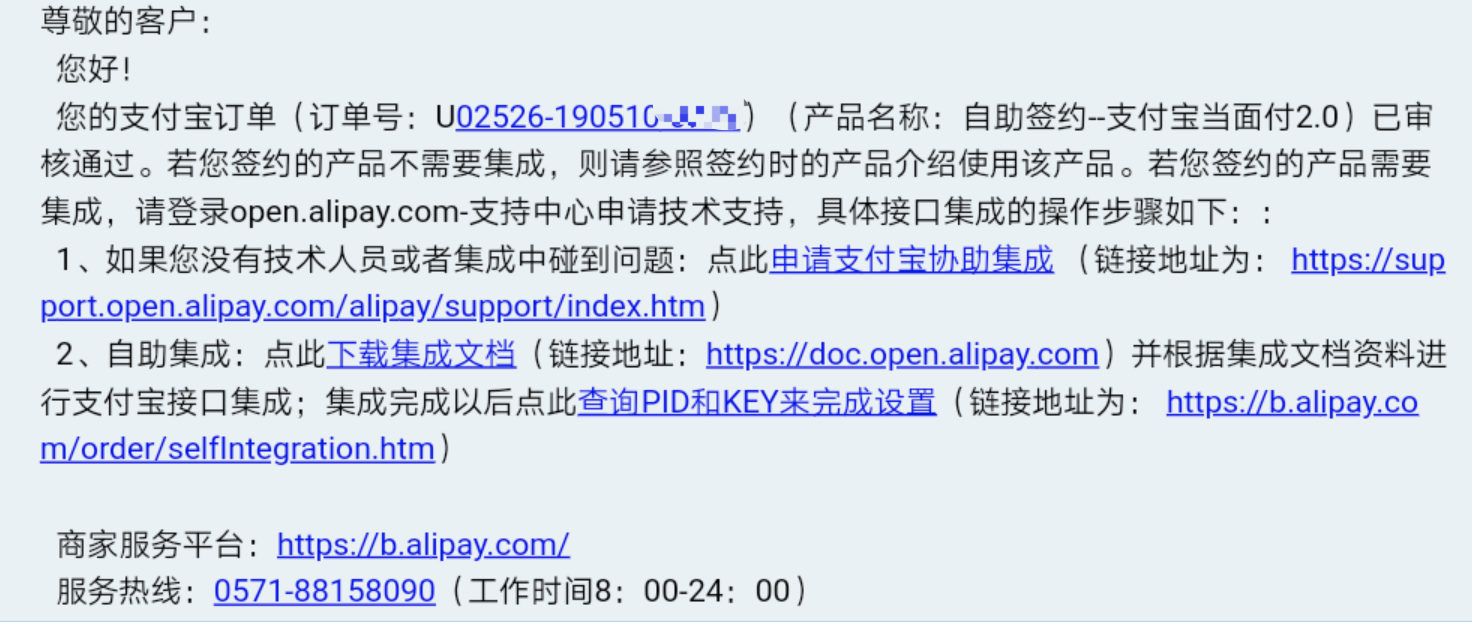 尊敬的客户：
您好！
您的支付宝订单（订单号：U02526-190510）（产品名称：自助签约--支付宝当面付2.0）已审
核通过。若您签约的产品不需要集成，则请参照签约时的产品介绍使用该产品。若您签约的产品需要
集成，请登录open.alipay.com-支持中心申请技术支持，具体接口集成的操作步骤如下：:
1、如果您没有技术人员或者集成中碰到问题：点此申请支付宝协助集成 （链接地址为： https://sup
port.open.alipay.com/alipay/support/index.htm）
2、自助集成：点此下载集成文档（链接地址：https://doc.open.alipay.com）并根据集成文档资料进
行支付宝接口集成；集成完成以后点此查询PID和KEY来完成设置（链接地址为： https://b.alipay.co
m/order/selfIntegration.htm）
商家服务平台：https://b.alipay.com/
服务热线：0571-88158090（工作时间8：00-24：00）